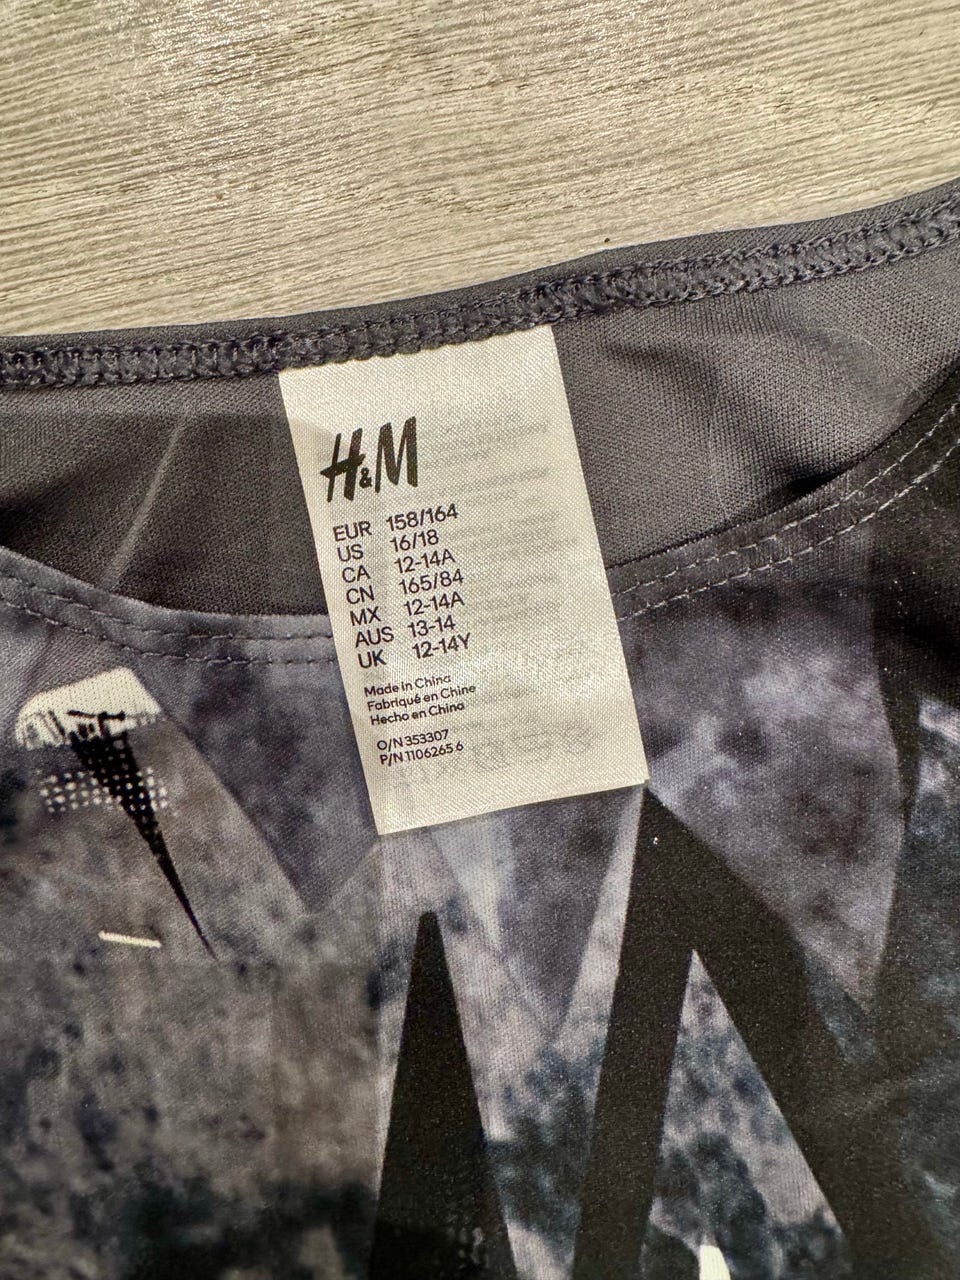 H&M
EUR 158/164
US 16/18
CA 12-14A
CN 165/84
MX 12-14A
AUS 13-14
UK 12-14Y
Made in China
Fabriqué en Chine
Hecho en China
O/N 353307
P/N 1106265 6